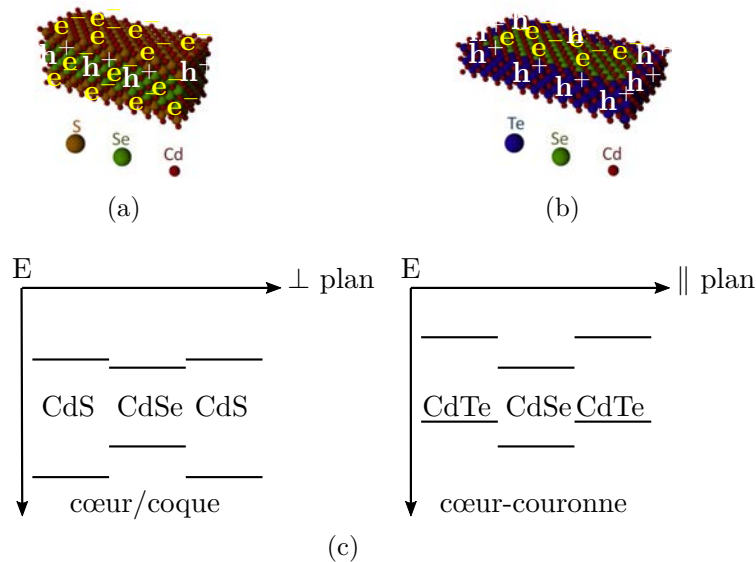 e⁻ e⁻ e⁻ e⁻
h⁺ e⁻ h⁺ e⁻ h⁺ e⁻ h⁺
e⁻ e⁻ e⁻ e⁻
S Se Cd
(a)
h⁺ h⁺ h⁺ h⁺
e⁻ e⁻ e⁻ e⁻
h⁺ h⁺ h⁺ h⁺ h⁺
Te Se Cd
(b)
E
⊥ plan
CdS CdSe CdS
cœur/coque
E
∥ plan
CdTe CdSe CdTe
cœur-couronne
(c)